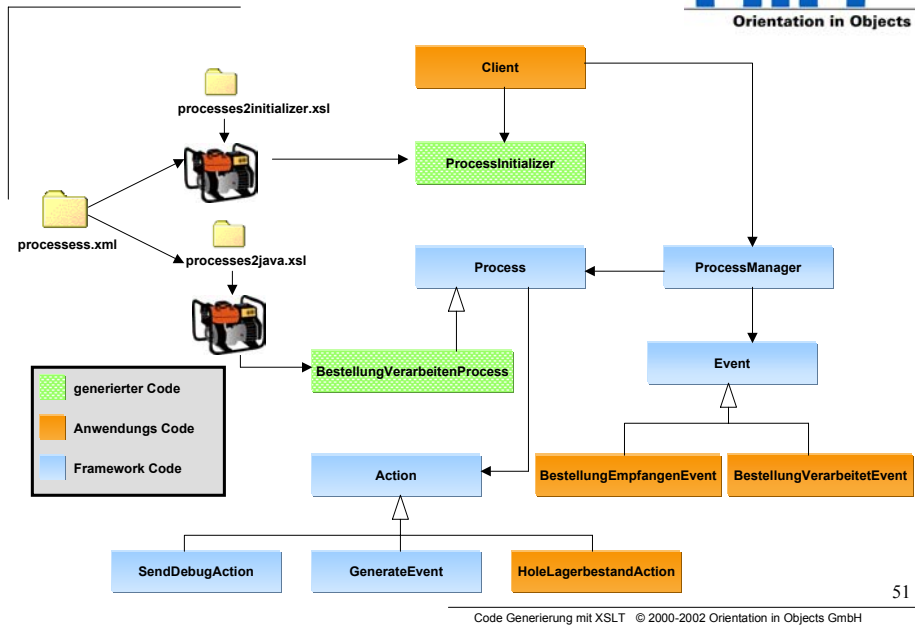 Orientation in Objects
Client
processes2initializer.xsl
ProcessInitializer
processess.xml
processes2java.xsl
Process
ProcessManager
BestellungVerarbeitenProcess
Event
generierter Code
Anwendungs Code
Framework Code
Action
BestellungEmpfangenEvent
BestellungVerarbeitetEvent
SendDebugAction
GenerateEvent
HoleLagerbestandAction
51
Code Generierung mit XSLT © 2000-2002 Orientation in Objects GmbH